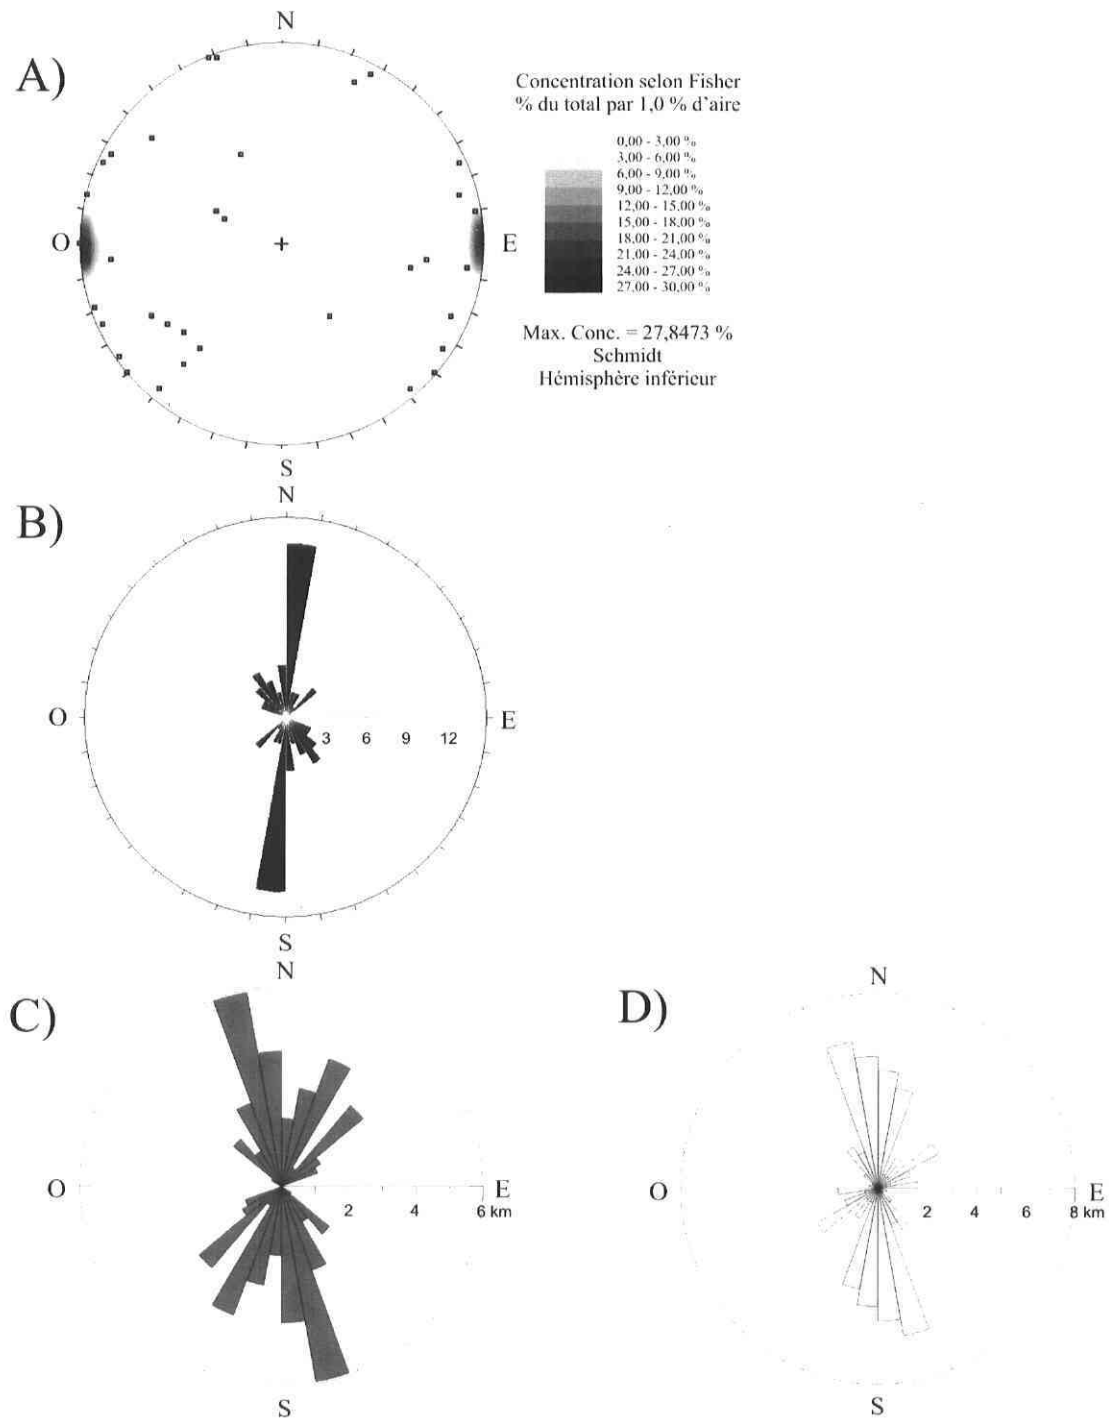 A)
N
O
E
S
Concentration selon Fisher
% du total par 1,0 % d'aire
0,00 - 3,00 %
3,00 - 6,00 %
6,00 - 9,00 %
9,00 - 12,00 %
12,00 - 15,00 %
15,00 - 18,00 %
18,00 - 21,00 %
21,00 - 24,00 %
24,00 - 27,00 %
27,00 - 30,00 %
Max. Conc. = 27,8473 %
Schmidt
Hémisphère inférieur
B)
N
O
E
3 6 9 12
S
C)
N
O
E
2 4 6 km
S
D)
N
O
E
2 4 6 8 km
S